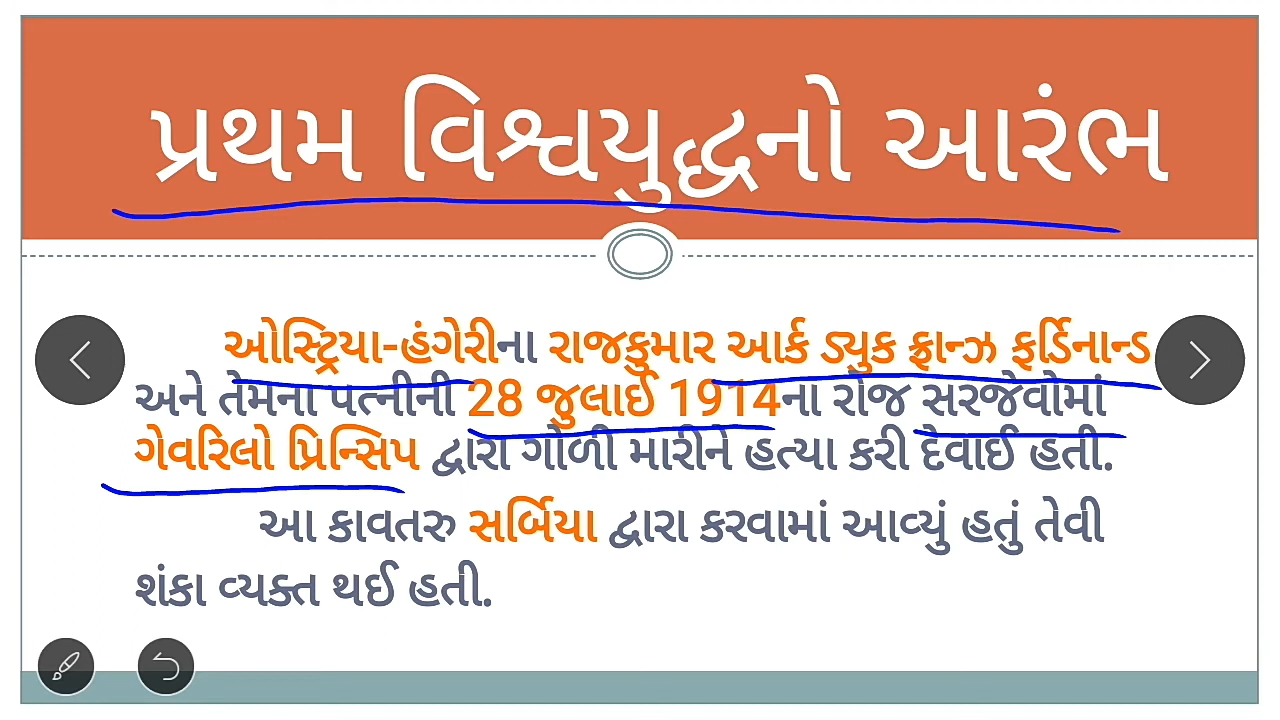 પ્રથમ વિશ્વયુદ્ધનો આરંભ
ઓસ્ટ્રિયા-હંગેરીના રાજકુમાર આર્ક ડ્યુક ફ્રાન્ઝ ફર્ડિનાન્ડ
અને તેમના પત્નીની 28 જુલાઈ 1914ના રોજ સરજેવોમાં
ગેવરિલો પ્રિન્સિપ દ્વારા ગોળી મારીને હત્યા કરી દેવાઈ હતી.
આ કાવતરુ સર્બિયા દ્વારા કરવામાં આવ્યું હતું તેવી
શંકા વ્યક્ત થઈ હતી.